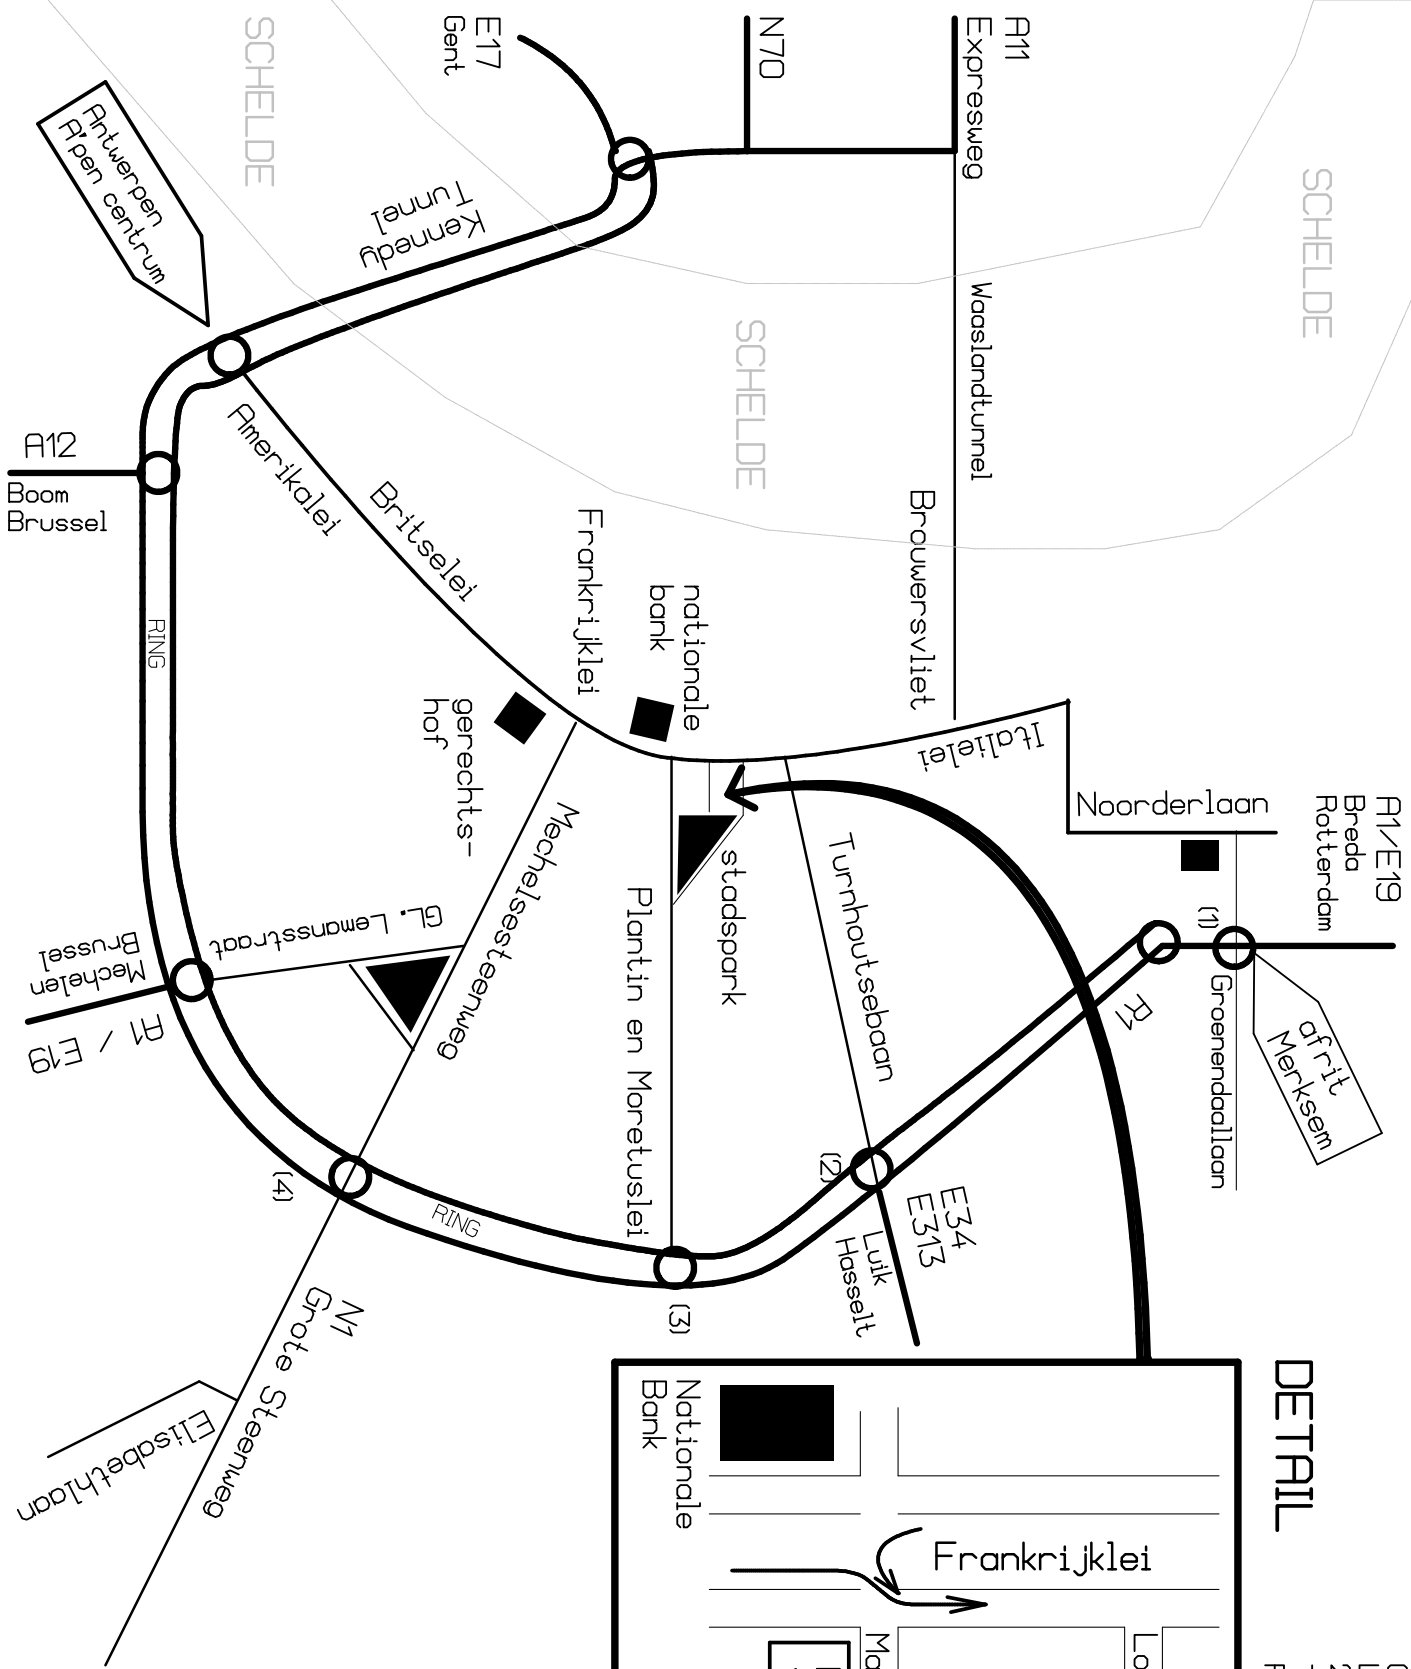 SCHELDE
E17
Gent
N70
A11
Expresweg
SCHELDE
Antwerpen
A'pen centrum
Kennedy
Tunnel
Waaslandtunnel
SCHELDE
A12
Boom
Brussel
Amerikalei
Britselei
Frankrijklei
nationale
bank
Brouwersvliet
RING
gerechts-
hof
Italielei
Noorderlaan
A1/E19
Breda
Rotterdam
Mechelsesteenweg
stadspark
Turnhoutsebaan
Plantin en Moretuslei
GL. Lemansstraat
Mechelen
Brussel
A1 / E19
(1)
Groenendaallaan
R1
afrit
Merksem
(2)
E34
E313
Luik
Hasselt
(3)
(4)
RING
N1
Grote Steenweg
Elisabethlaan
DETAIL
Nationale
Bank
Frankrijklei